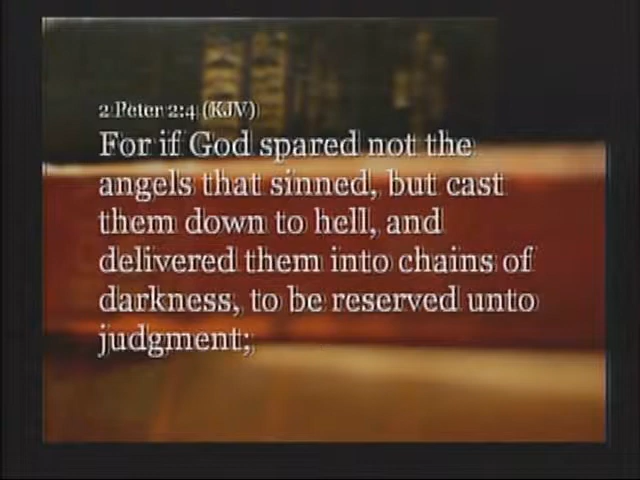 2 Peter 2:4 (KJV)
For if God spared not the
angels that sinned, but cast
them down to hell, and
delivered them into chains of
darkness, to be reserved unto
judgment;